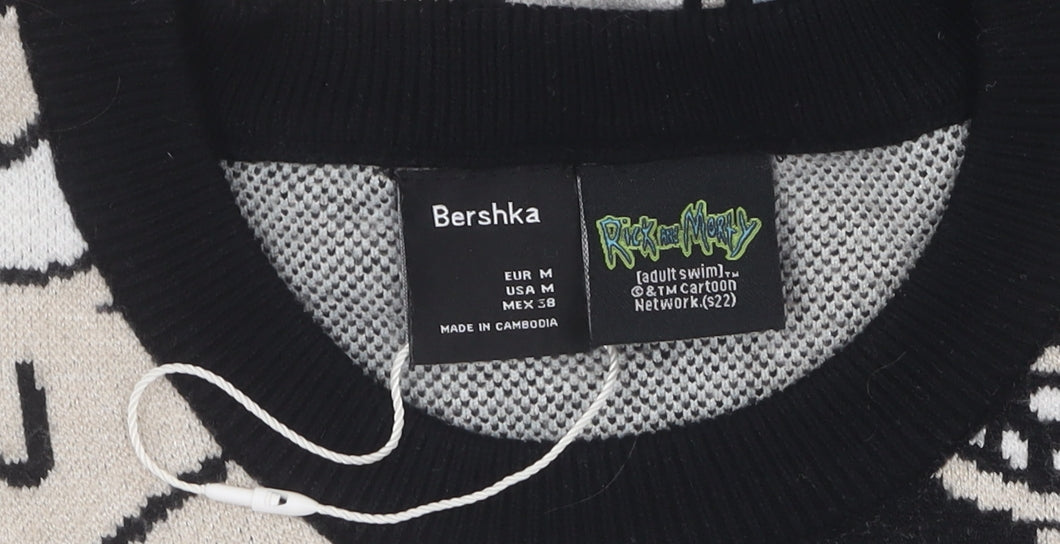 Bershka
EUR M
USA M
MEX 38
MADE IN CAMBODIA
Rick and Morty
[adult swim]™
©&TM Cartoon
Network.(s22)